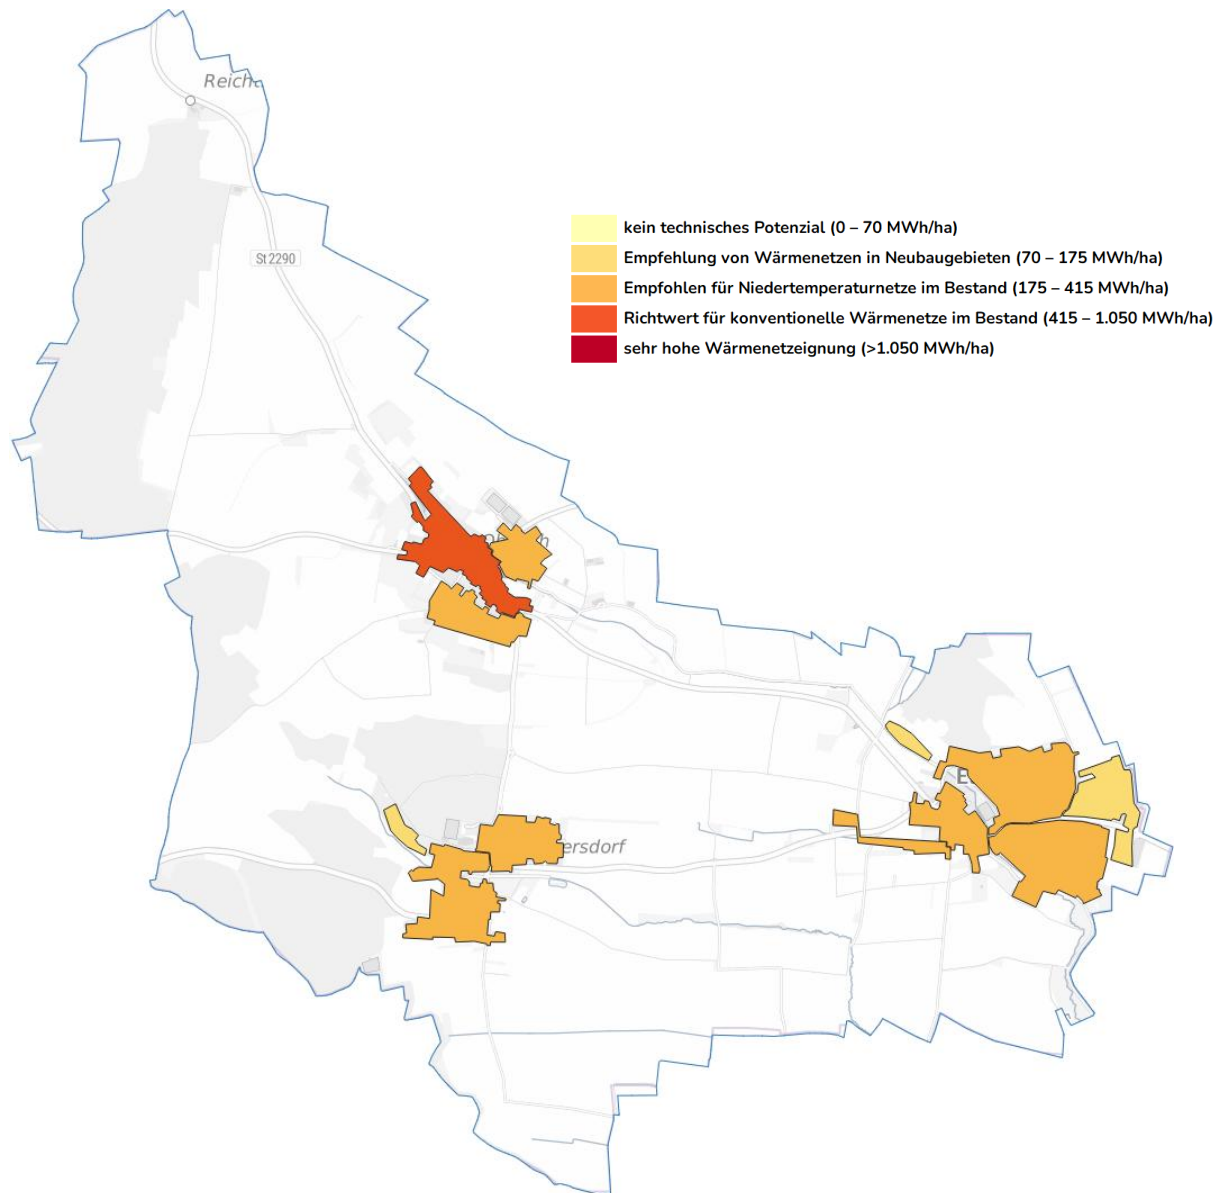 St 2290
kein technisches Potenzial (0 – 70 MWh/ha)
Empfehlung von Wärmenetzen in Neubaugebieten (70 – 175 MWh/ha)
Empfohlen für Niedertemperaturnetze im Bestand (175 – 415 MWh/ha)
Richtwert für konventionelle Wärmenetze im Bestand (415 – 1.050 MWh/ha)
sehr hohe Wärmenetzeignung (>1.050 MWh/ha)
E
ersdorf